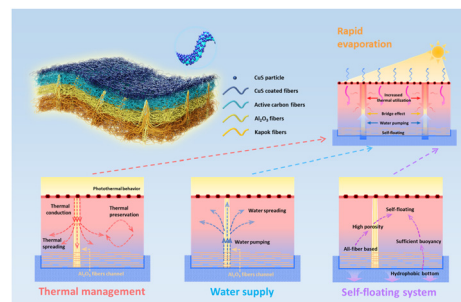 Rapid
evaporation
CuS particle
CuS coated fibers
Active carbon fibers
Al₂O₃ fibers
Kapok fibers
Increased
thermal utilization
Bridge effect
Water pumping
Self-floating
Photothermal behavior
Thermal
conduction
Thermal
preservation
Thermal
spreading
Al₂O₃ fibers channel
Thermal management
Water spreading
Water pumping
Al₂O₃ fibers channel
Water supply
Self-floating
High porosity
All-fiber based
Sufficient buoyancy
Hydrophobic bottom
Self-floating system